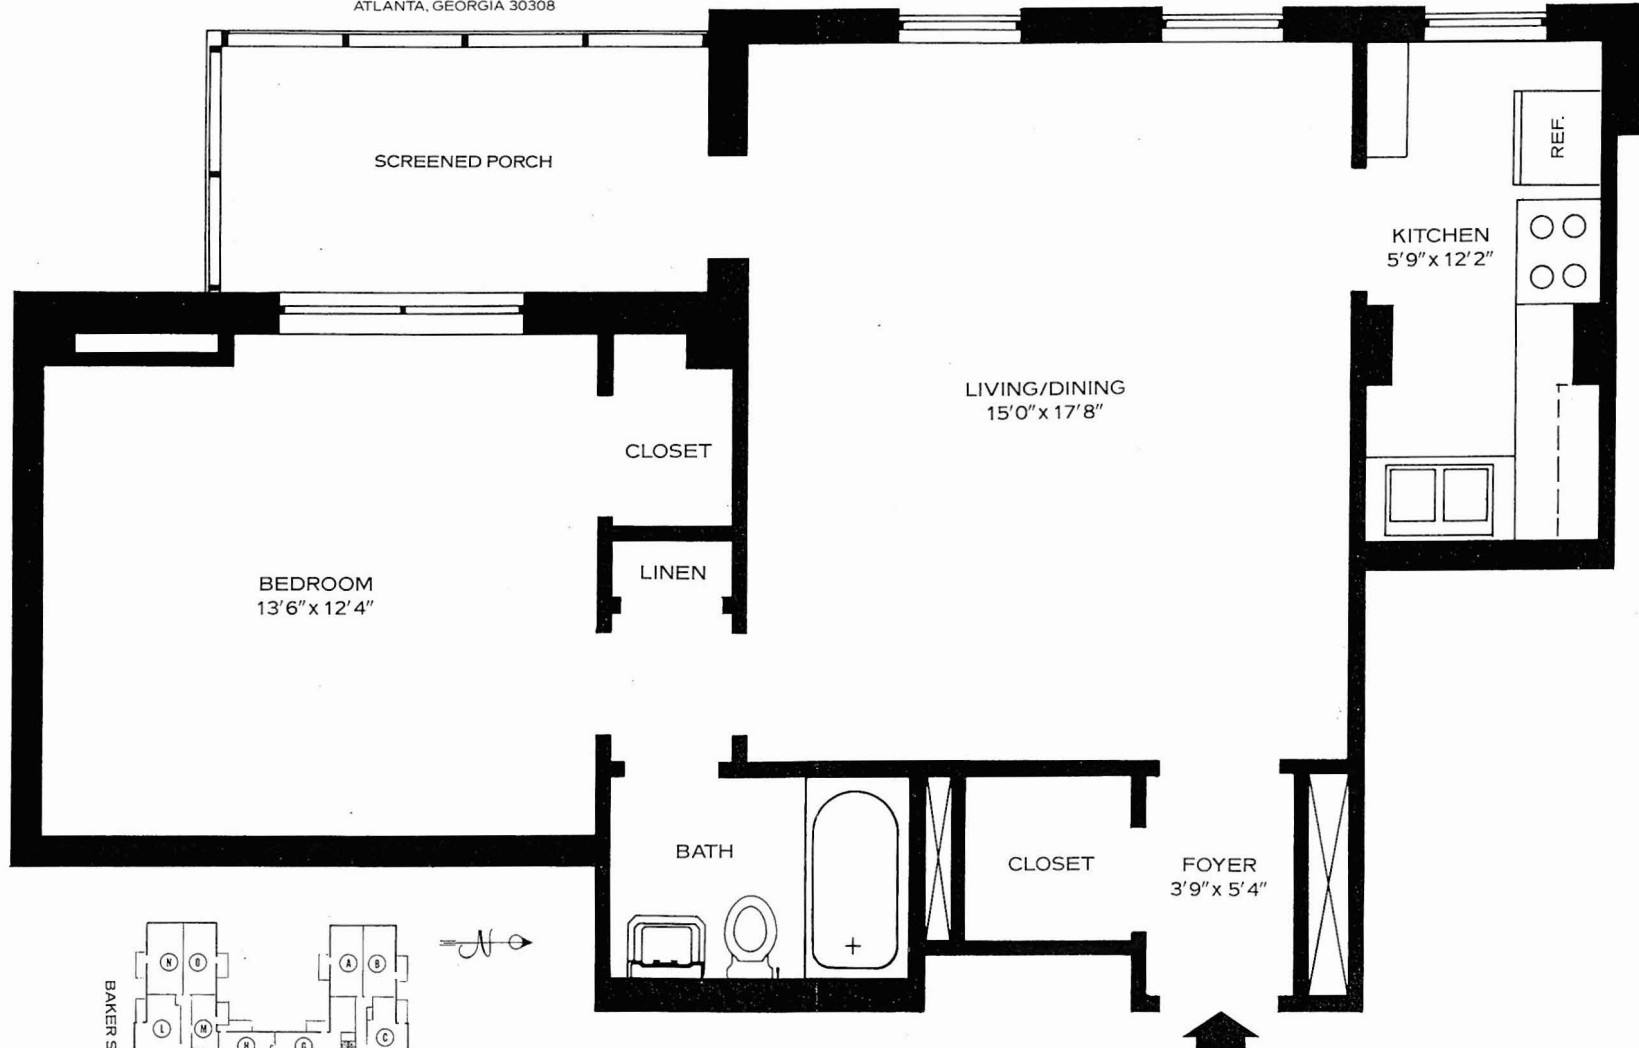 ATLANTA, GEORGIA 30308
SCREENED PORCH
REF.
KITCHEN
5'9" x 12'2"
LIVING/DINING
15'0" x 17'8"
CLOSET
LINEN
BEDROOM
13'6" x 12'4"
BATH
CLOSET
FOYER
3'9" x 5'4"
N
N
O
A
B
BAKER S
L
M
H
G
C